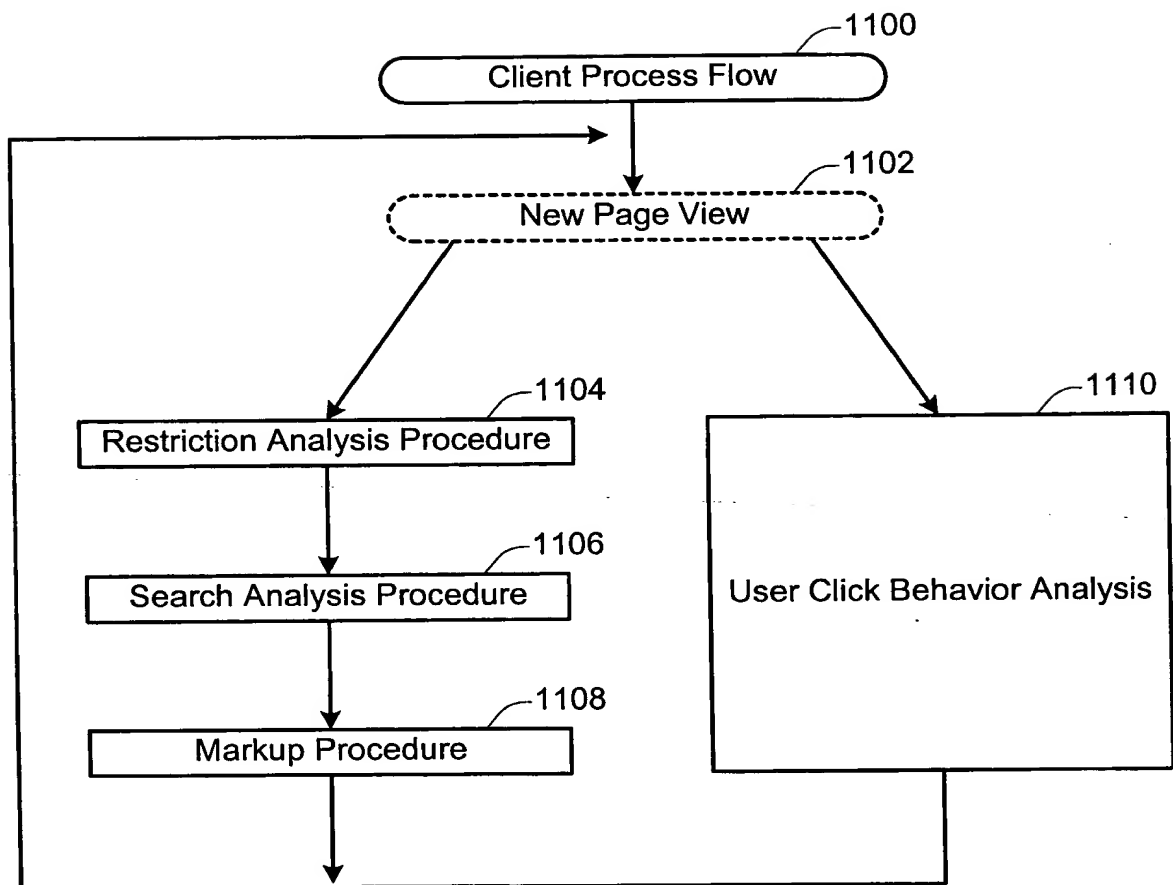 1100
Client Process Flow
1102
New Page View
1104
Restriction Analysis Procedure
1110
User Click Behavior Analysis
1106
Search Analysis Procedure
1108
Markup Procedure